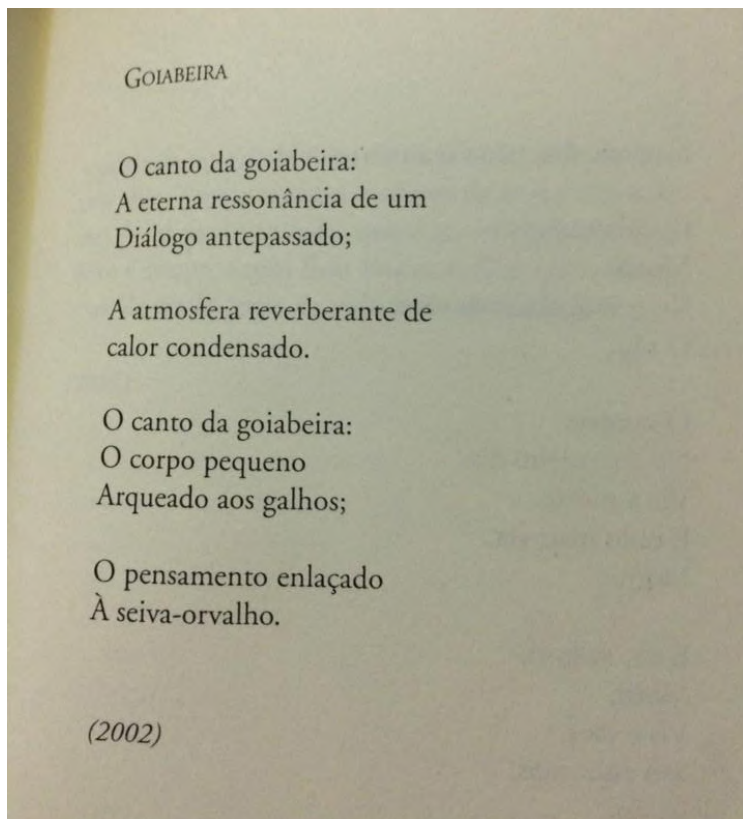 GOIABEIRA
O canto da goiabeira:
A eterna ressonância de um
Diálogo antepassado;
A atmosfera reverberante de
calor condensado.
O canto da goiabeira:
O corpo pequeno
Arqueado aos galhos;
O pensamento enlaçado
À seiva-orvalho.
(2002)